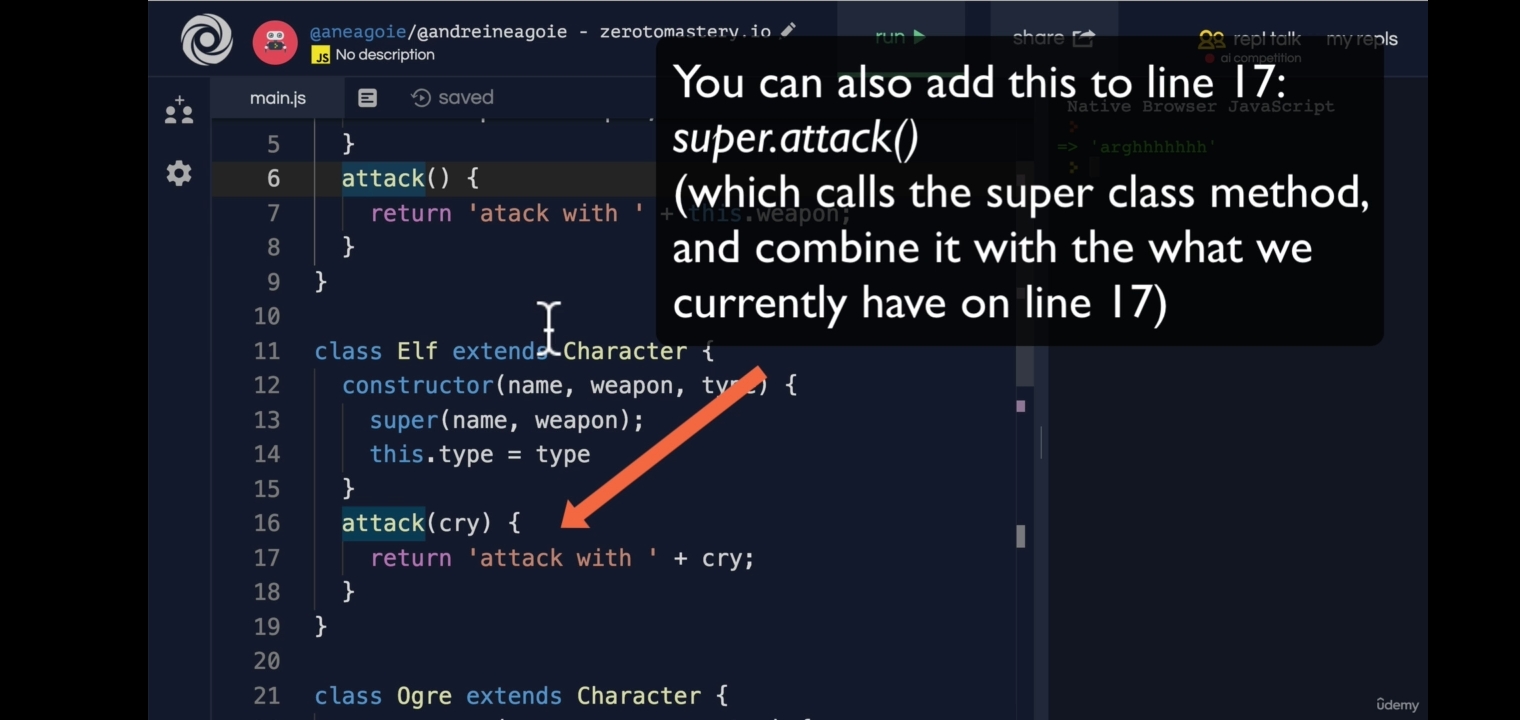 @aneagoie/@andreineagoie - zerotomastery.io
run
share
repl talk
my repls
JS No description
ai competition
main.js
saved
You can also add this to line 17:
super.attack()
(which calls the super class method,
and combine it with the what we
currently have on line 17)
Native Browser JavaScript
=> 'arghhhhhhh'
5 }
6 attack() {
7 return 'atack with ' + this.weapon;
8 }
9 }
10
11 class Elf extends Character {
12 constructor(name, weapon, type) {
13 super(name, weapon);
14 this.type = type
15 }
16 attack(cry) {
17 return 'attack with ' + cry;
18 }
19 }
20
21 class Ogre extends Character {
ûdemy